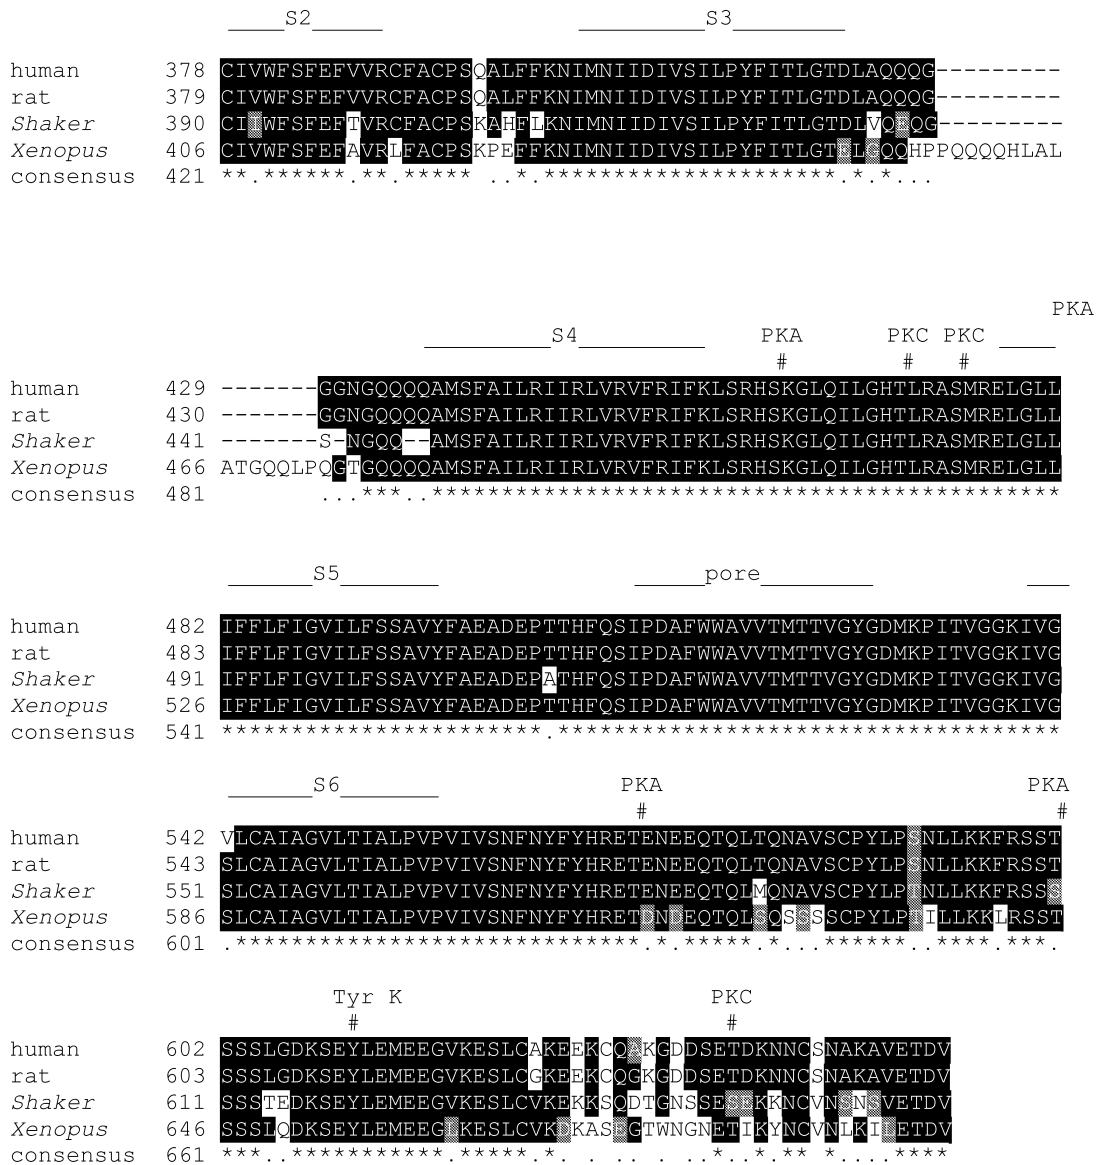 S2 S3
human 378 CIVWFSFEFVVRCFACPSQALFFKNIMNIIDIVSILPYFITLGTDLAQQQG---------
rat 379 CIVWFSFEFVVRCFACPSQALFFKNIMNIIDIVSILPYFITLGTDLAQQQG---------
Shaker 390 CIIWFSFEFTVRCFACPSKAHFLKNIMNIIDIVSILPYFITLGTDLVQEQG---------
Xenopus 406 CIVWFSFEFAVRLFACPSKPEFFKNIMNIIDIVSILPYFITLGTELGQQHPPQQQQHLAL
consensus 421 **.******.**.***** ..*.*********************.*.*...
PKA
S4 PKA PKC PKC
# # #
human 429 -------GGNGQQQQAMSFAILRIIRLVRVFRIFKLSRHSKGLQILGHTLRASMRELGLL
rat 430 -------GGNGQQQQAMSFAILRIIRLVRVFRIFKLSRHSKGLQILGHTLRASMRELGLL
Shaker 441 -------S-NGQQ--AMSFAILRIIRLVRVFRIFKLSRHSKGLQILGHTLRASMRELGLL
Xenopus 466 ATGQQLPQGTGQQQQAMSFAILRIIRLVRVFRIFKLSRHSKGLQILGHTLRASMRELGLL
consensus 481 ...***..*********************************************
S5 pore
human 482 IFFLFIGVILFSSAVYFAEADEPTTHFQSIPDAFWWAVVTMTTVGYGDMKPITVGGKIVG
rat 483 IFFLFIGVILFSSAVYFAEADEPTTHFQSIPDAFWWAVVTMTTVGYGDMKPITVGGKIVG
Shaker 491 IFFLFIGVILFSSAVYFAEADEPATHFQSIPDAFWWAVVTMTTVGYGDMKPITVGGKIVG
Xenopus 526 IFFLFIGVILFSSAVYFAEADEPTTHFQSIPDAFWWAVVTMTTVGYGDMKPITVGGKIVG
consensus 541 ***********************.************************************
S6 PKA PKA
# #
human 542 VLCAIAGVLTIALPVPVIVSNFNYFYHRETENEEQTQLTQNAVSCPYLPSNLLKKFRSST
rat 543 SLCAIAGVLTIALPVPVIVSNFNYFYHRETENEEQTQLTQNAVSCPYLPSNLLKKFRSST
Shaker 551 SLCAIAGVLTIALPVPVIVSNFNYFYHRETENEEQTQLMQNAVSCPYLPTNLLKKFRSSS
Xenopus 586 SLCAIAGVLTIALPVPVIVSNFNYFYHRETDNDEQTQLSQSSSSCPYLPTILLKKLRSST
consensus 601 .*****************************.*.*****.*...******..****.***.
Tyr K PKC
# #
human 602 SSSLGDKSEYLEMEEGVKESLCAKEEKCQAKGDDSETDKNNCSNAKAVETDV
rat 603 SSSLGDKSEYLEMEEGVKESLCGKEEKCQGKGDDSETDKNNCSNAKAVETDV
Shaker 611 SSSTEDKSEYLEMEEGVKESLCVKEKKSQDTGNSSESEKKNCVNSNSVETDV
Xenopus 646 SSSLQDKSEYLEMEEGIKESLCVKDKASEGTWNGNETIKYNCVNLKILETDV
consensus 661 ***..***********.*****.*. . .  .  .*. *.**.*....****